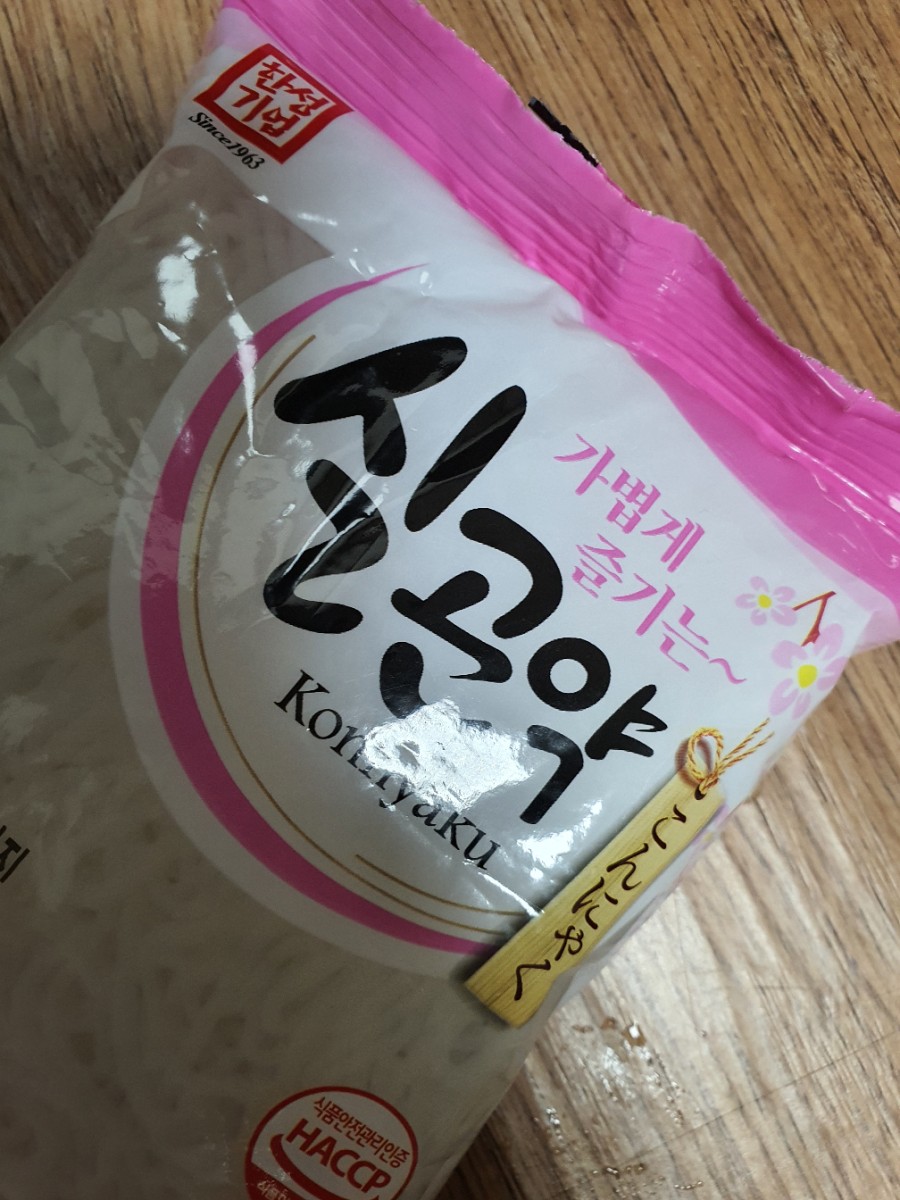 한성
기업
Since1963
가볍게
즐기는~
실곤약
Konnyaku
こんにゃく
지
식품안전관리인증
HACCP